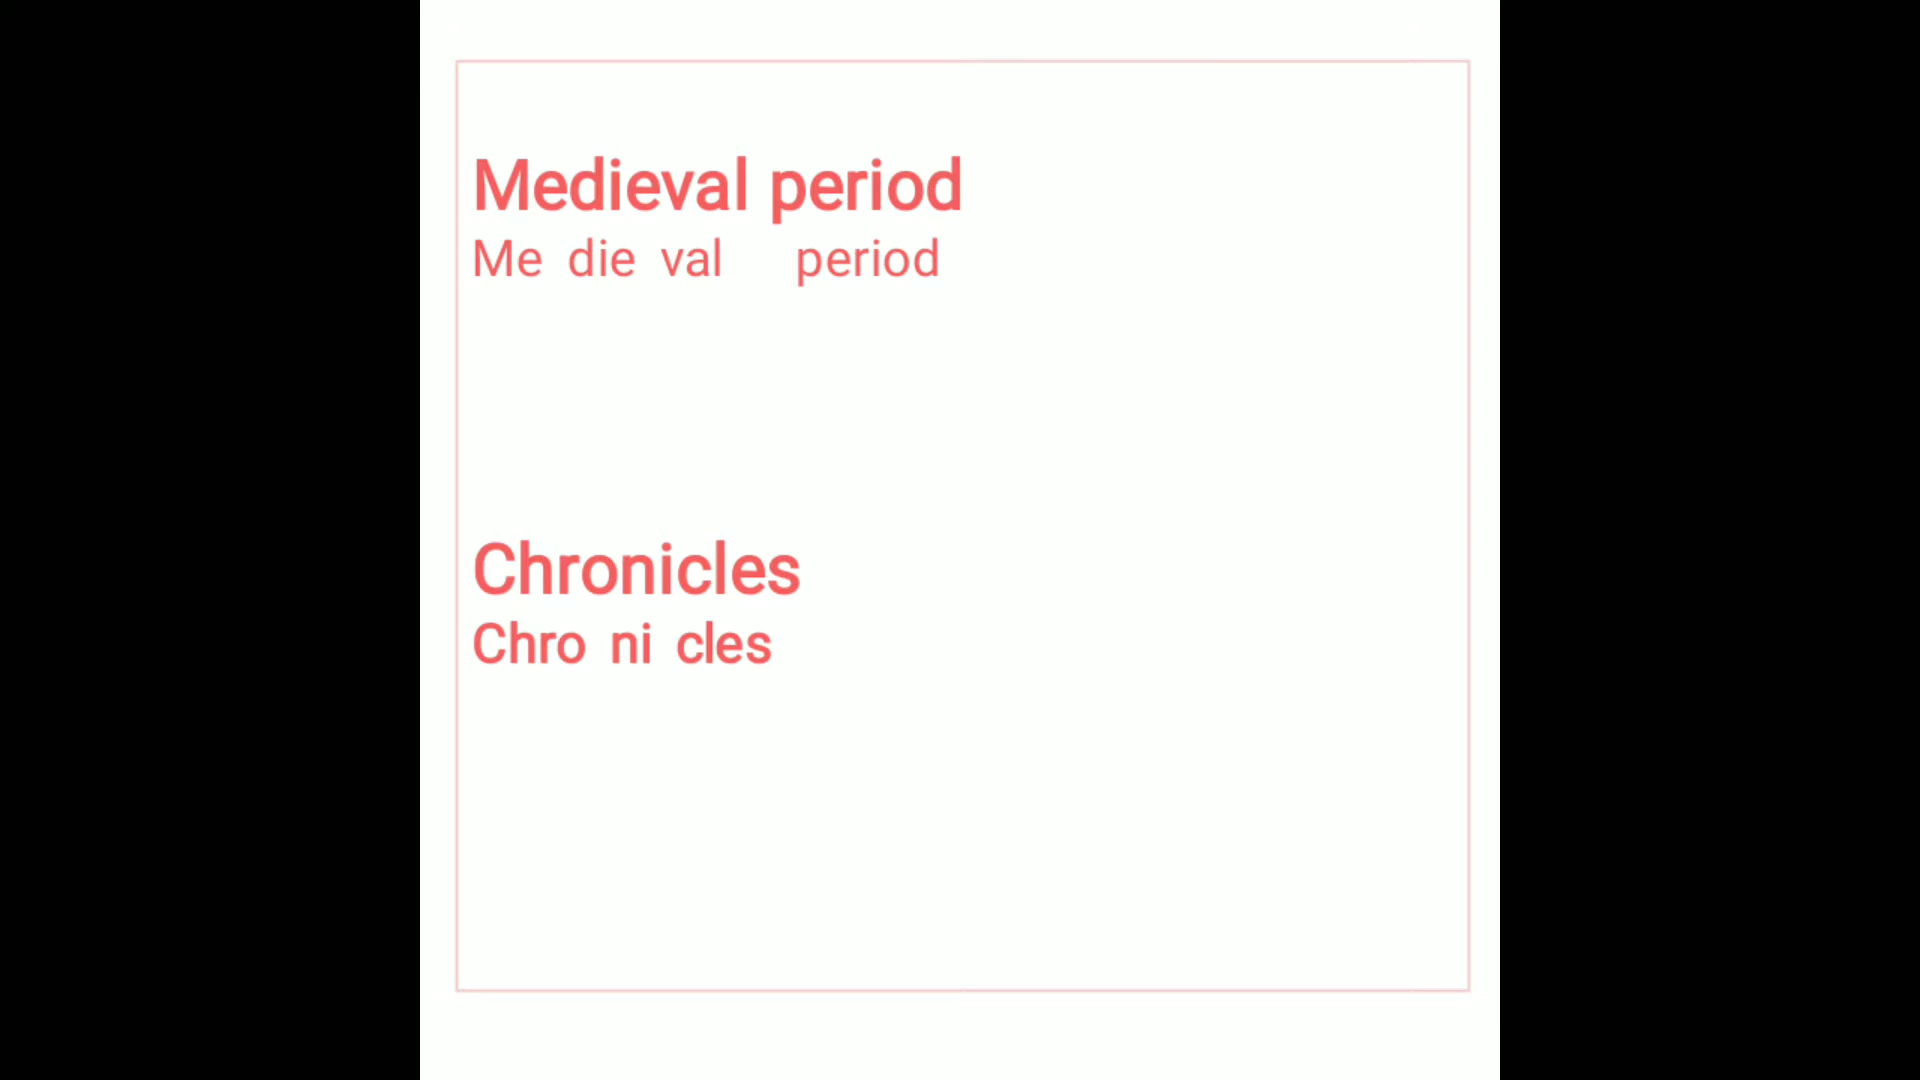 Medieval period
Me die val period
Chronicles
Chro ni cles